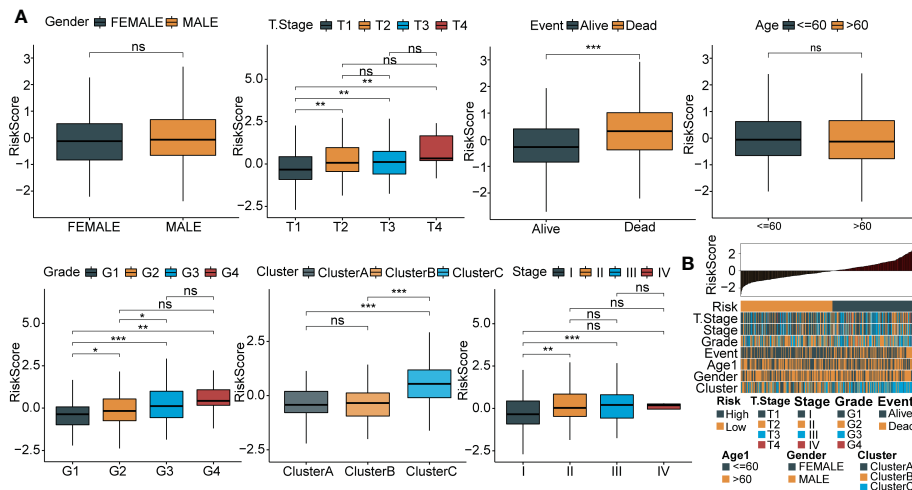 A
Gender FEMALE MALE
RiskScore
3
2
1
0
−1
−2
ns
FEMALE MALE
T.Stage T1 T2 T3 T4
RiskScore
5.0
2.5
0.0
−2.5
ns
ns
ns
**
**
**
T1 T2 T3 T4
Event Alive Dead
RiskScore
3
2
1
0
−1
−2
***
Alive Dead
Age <=60 >60
RiskScore
3
2
1
0
−1
−2
ns
<=60 >60
Grade G1 G2 G3 G4
RiskScore
5.0
2.5
0.0
−2.5
ns
ns
*
**
***
*
G1 G2 G3 G4
Cluster ClusterA ClusterB ClusterC
RiskScore
2.5
0.0
−2.5
***
***
ns
ClusterA ClusterB ClusterC
Stage I II III IV
RiskScore
5.0
2.5
0.0
−2.5
ns
ns
ns
ns
***
**
I II III IV
B
RiskScore
2
0
−2
Risk
T.Stage
Stage
Grade
Event
Age1
Gender
Cluster
Risk T.Stage Stage Grade Event
High T1 I G1 Alive
Low T2 II G2 Dead
T3 III G3
T4 IV G4
Age1 Gender Cluster
<=60 FEMALE ClusterA
>60 MALE ClusterB
ClusterC